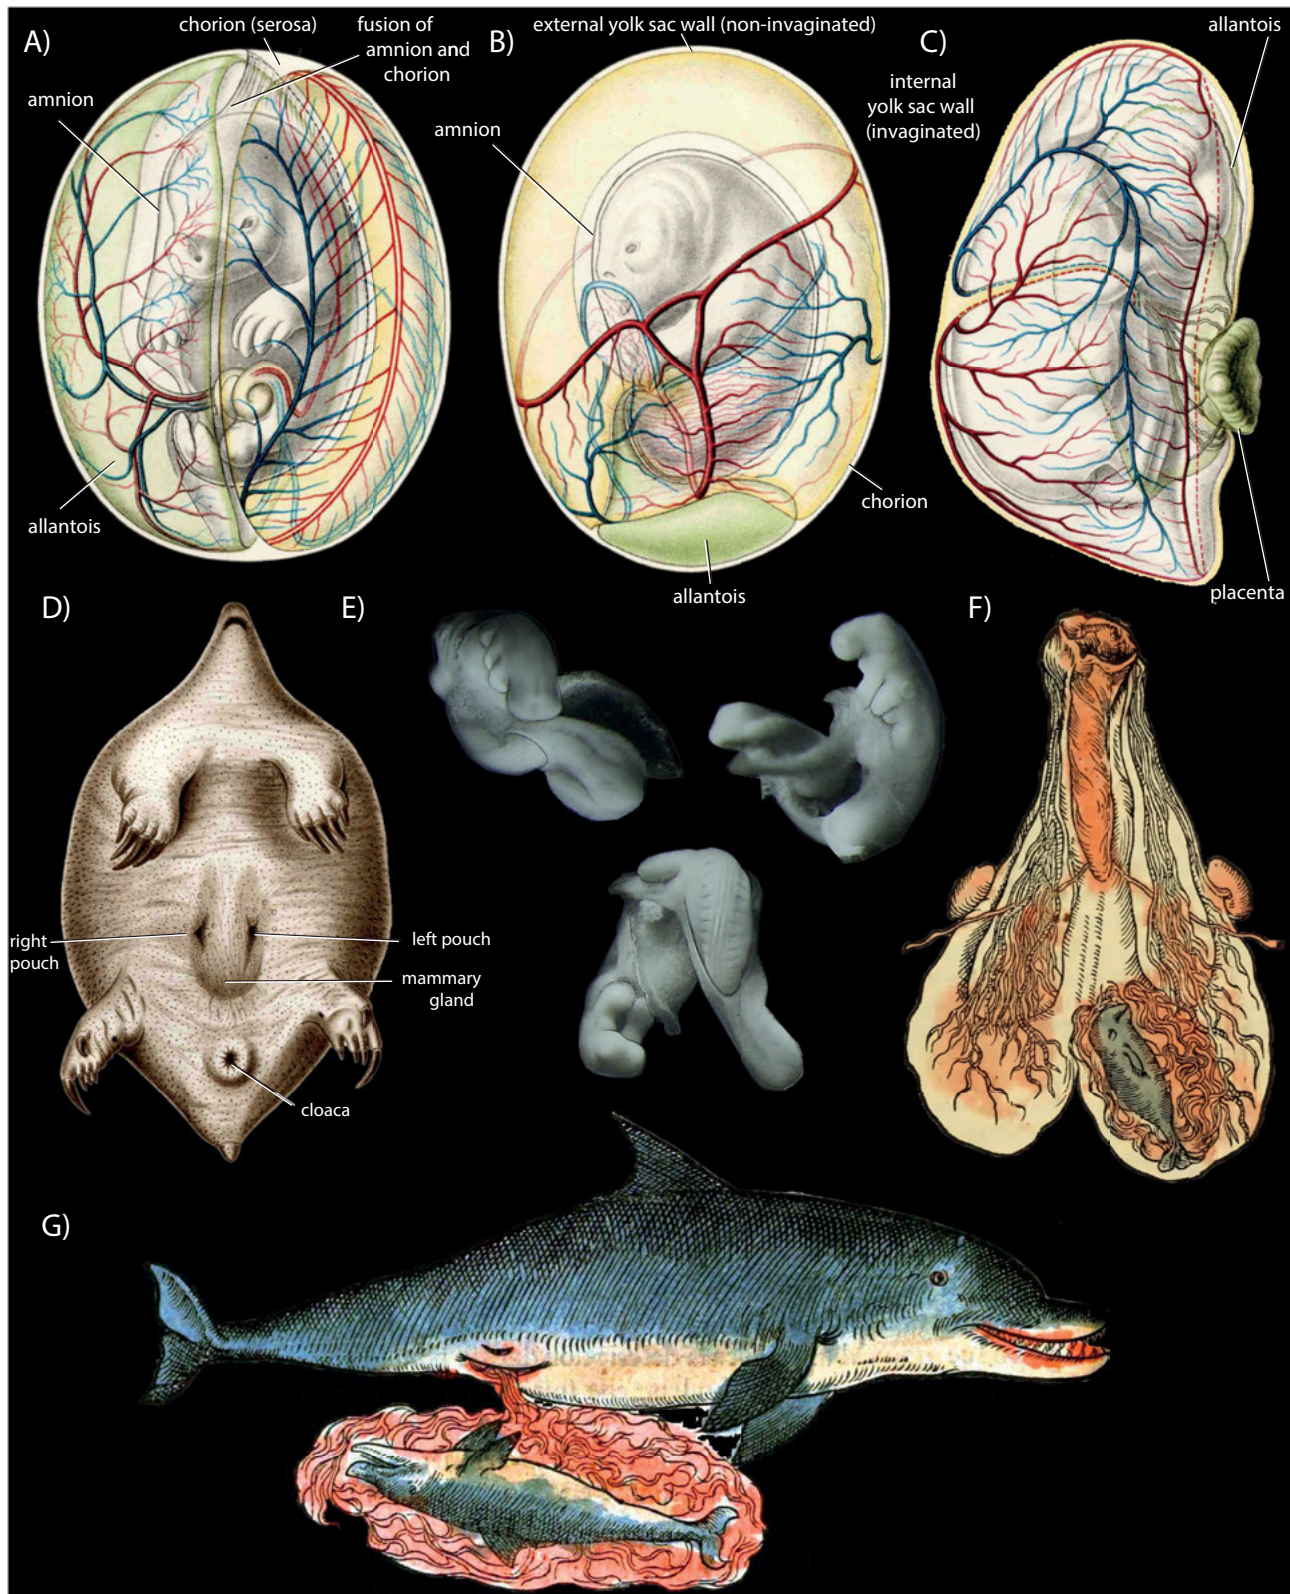 A)
chorion (serosa)
fusion of
amnion and
chorion
amnion
allantois
B)
external yolk sac wall (non-invaginated)
amnion
chorion
allantois
C)
allantois
internal
yolk sac wall
(invaginated)
placenta
D)
right
pouch
left pouch
mammary
gland
cloaca
E)
F)
G)